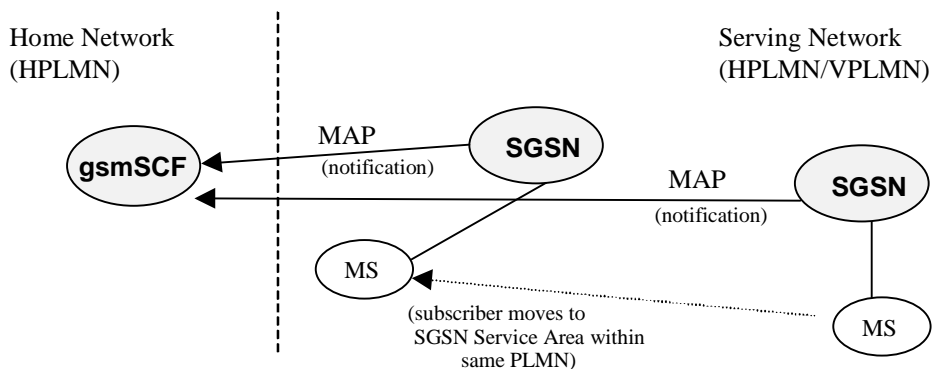 Home Network
(HPLMN)
Serving Network
(HPLMN/VPLMN)
MAP
(notification)
SGSN
gsmSCF
MAP
(notification)
SGSN
MS
(subscriber moves to
SGSN Service Area within
same PLMN)
MS